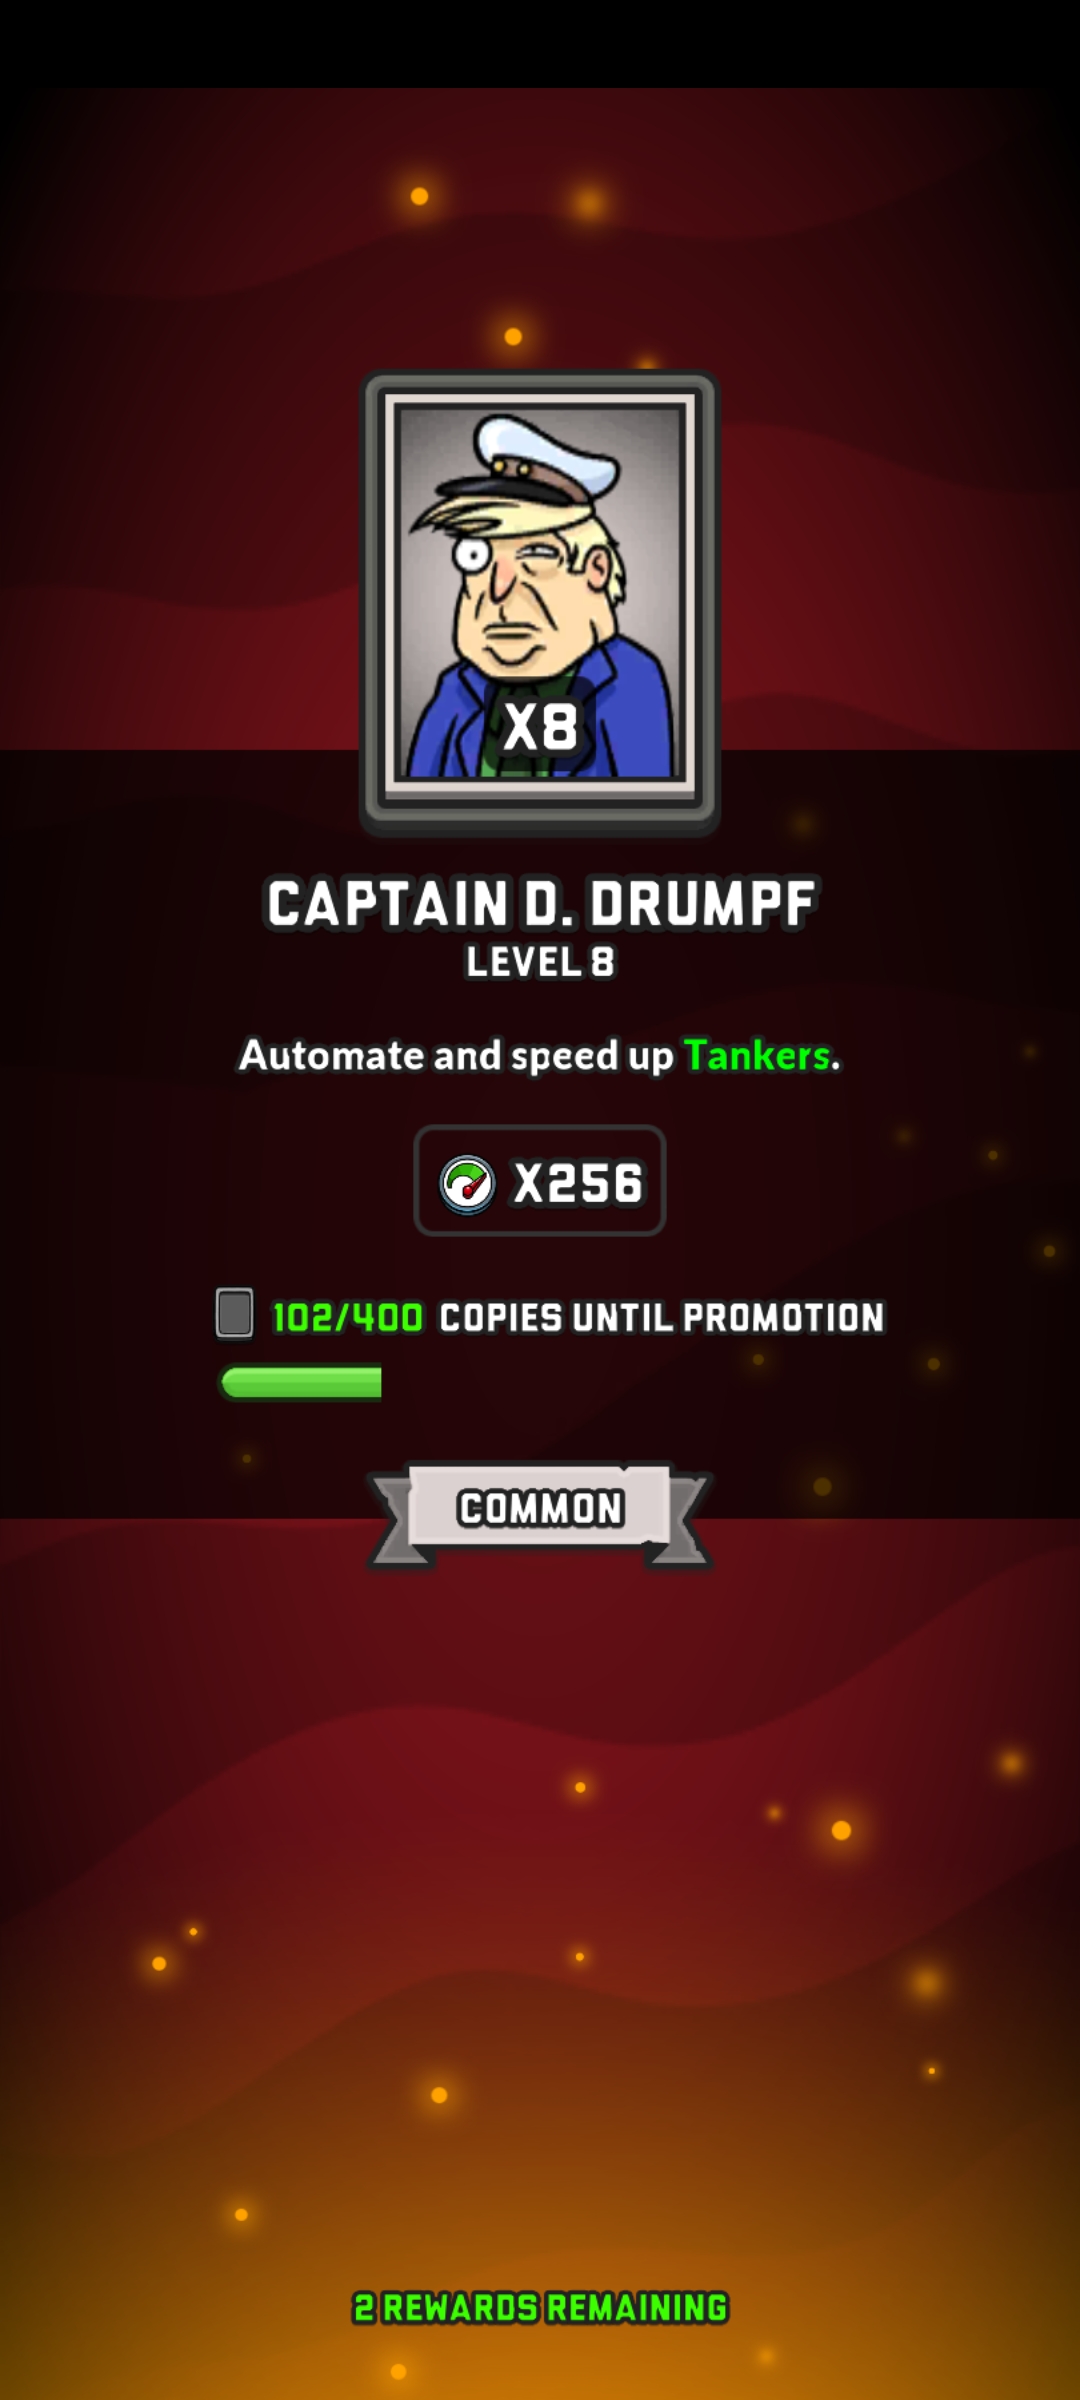 X8
CAPTAIN D. DRUMPF
LEVEL 8
Automate and speed up Tankers.
X256
102/400 COPIES UNTIL PROMOTION
COMMON
2 REWARDS REMAINING